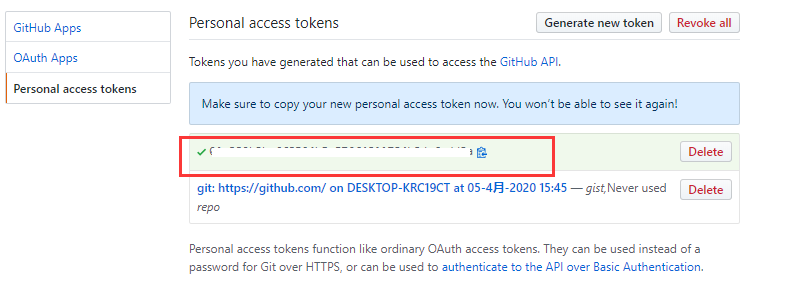 GitHub Apps
OAuth Apps
Personal access tokens
Personal access tokens
Generate new token
Revoke all
Tokens you have generated that can be used to access the GitHub API.
Make sure to copy your new personal access token now. You won't be able to see it again!
Delete
git: https://github.com/ on DESKTOP-KRC19CT at 05-4月-2020 15:45 — gist, Never used
repo
Delete
Personal access tokens function like ordinary OAuth access tokens. They can be used instead of a
password for Git over HTTPS, or can be used to authenticate to the API over Basic Authentication.